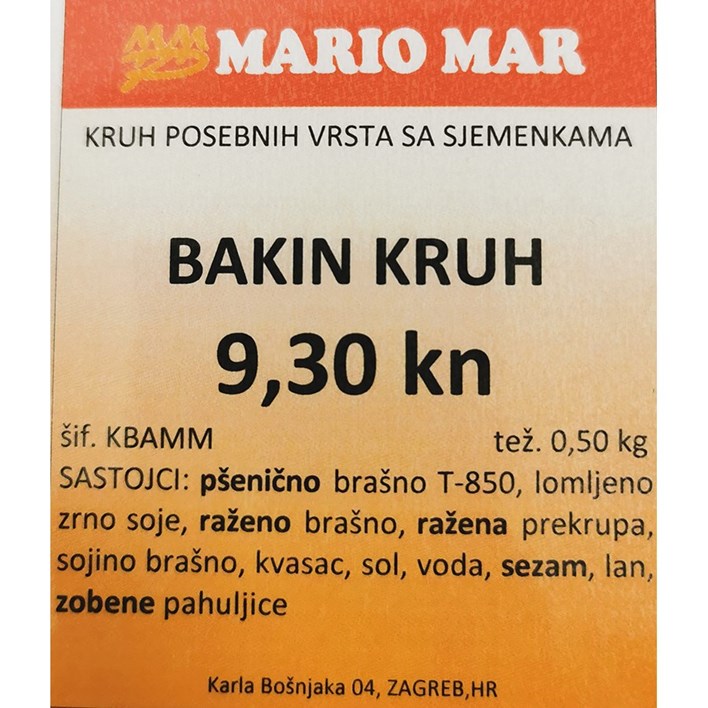 MARIO MAR
KRUH POSEBNIH VRSTA SA SJEMENKAMA
BAKIN KRUH
9,30 kn
šif. KBAMM
tež. 0,50 kg
SASTOJCI: pšenično brašno T-850, lomljeno
zrno soje, raženo brašno, ražena prekrupa,
sojino brašno, kvasac, sol, voda, sezam, lan,
zobene pahuljice
Karla Bošnjaka 04, ZAGREB,HR